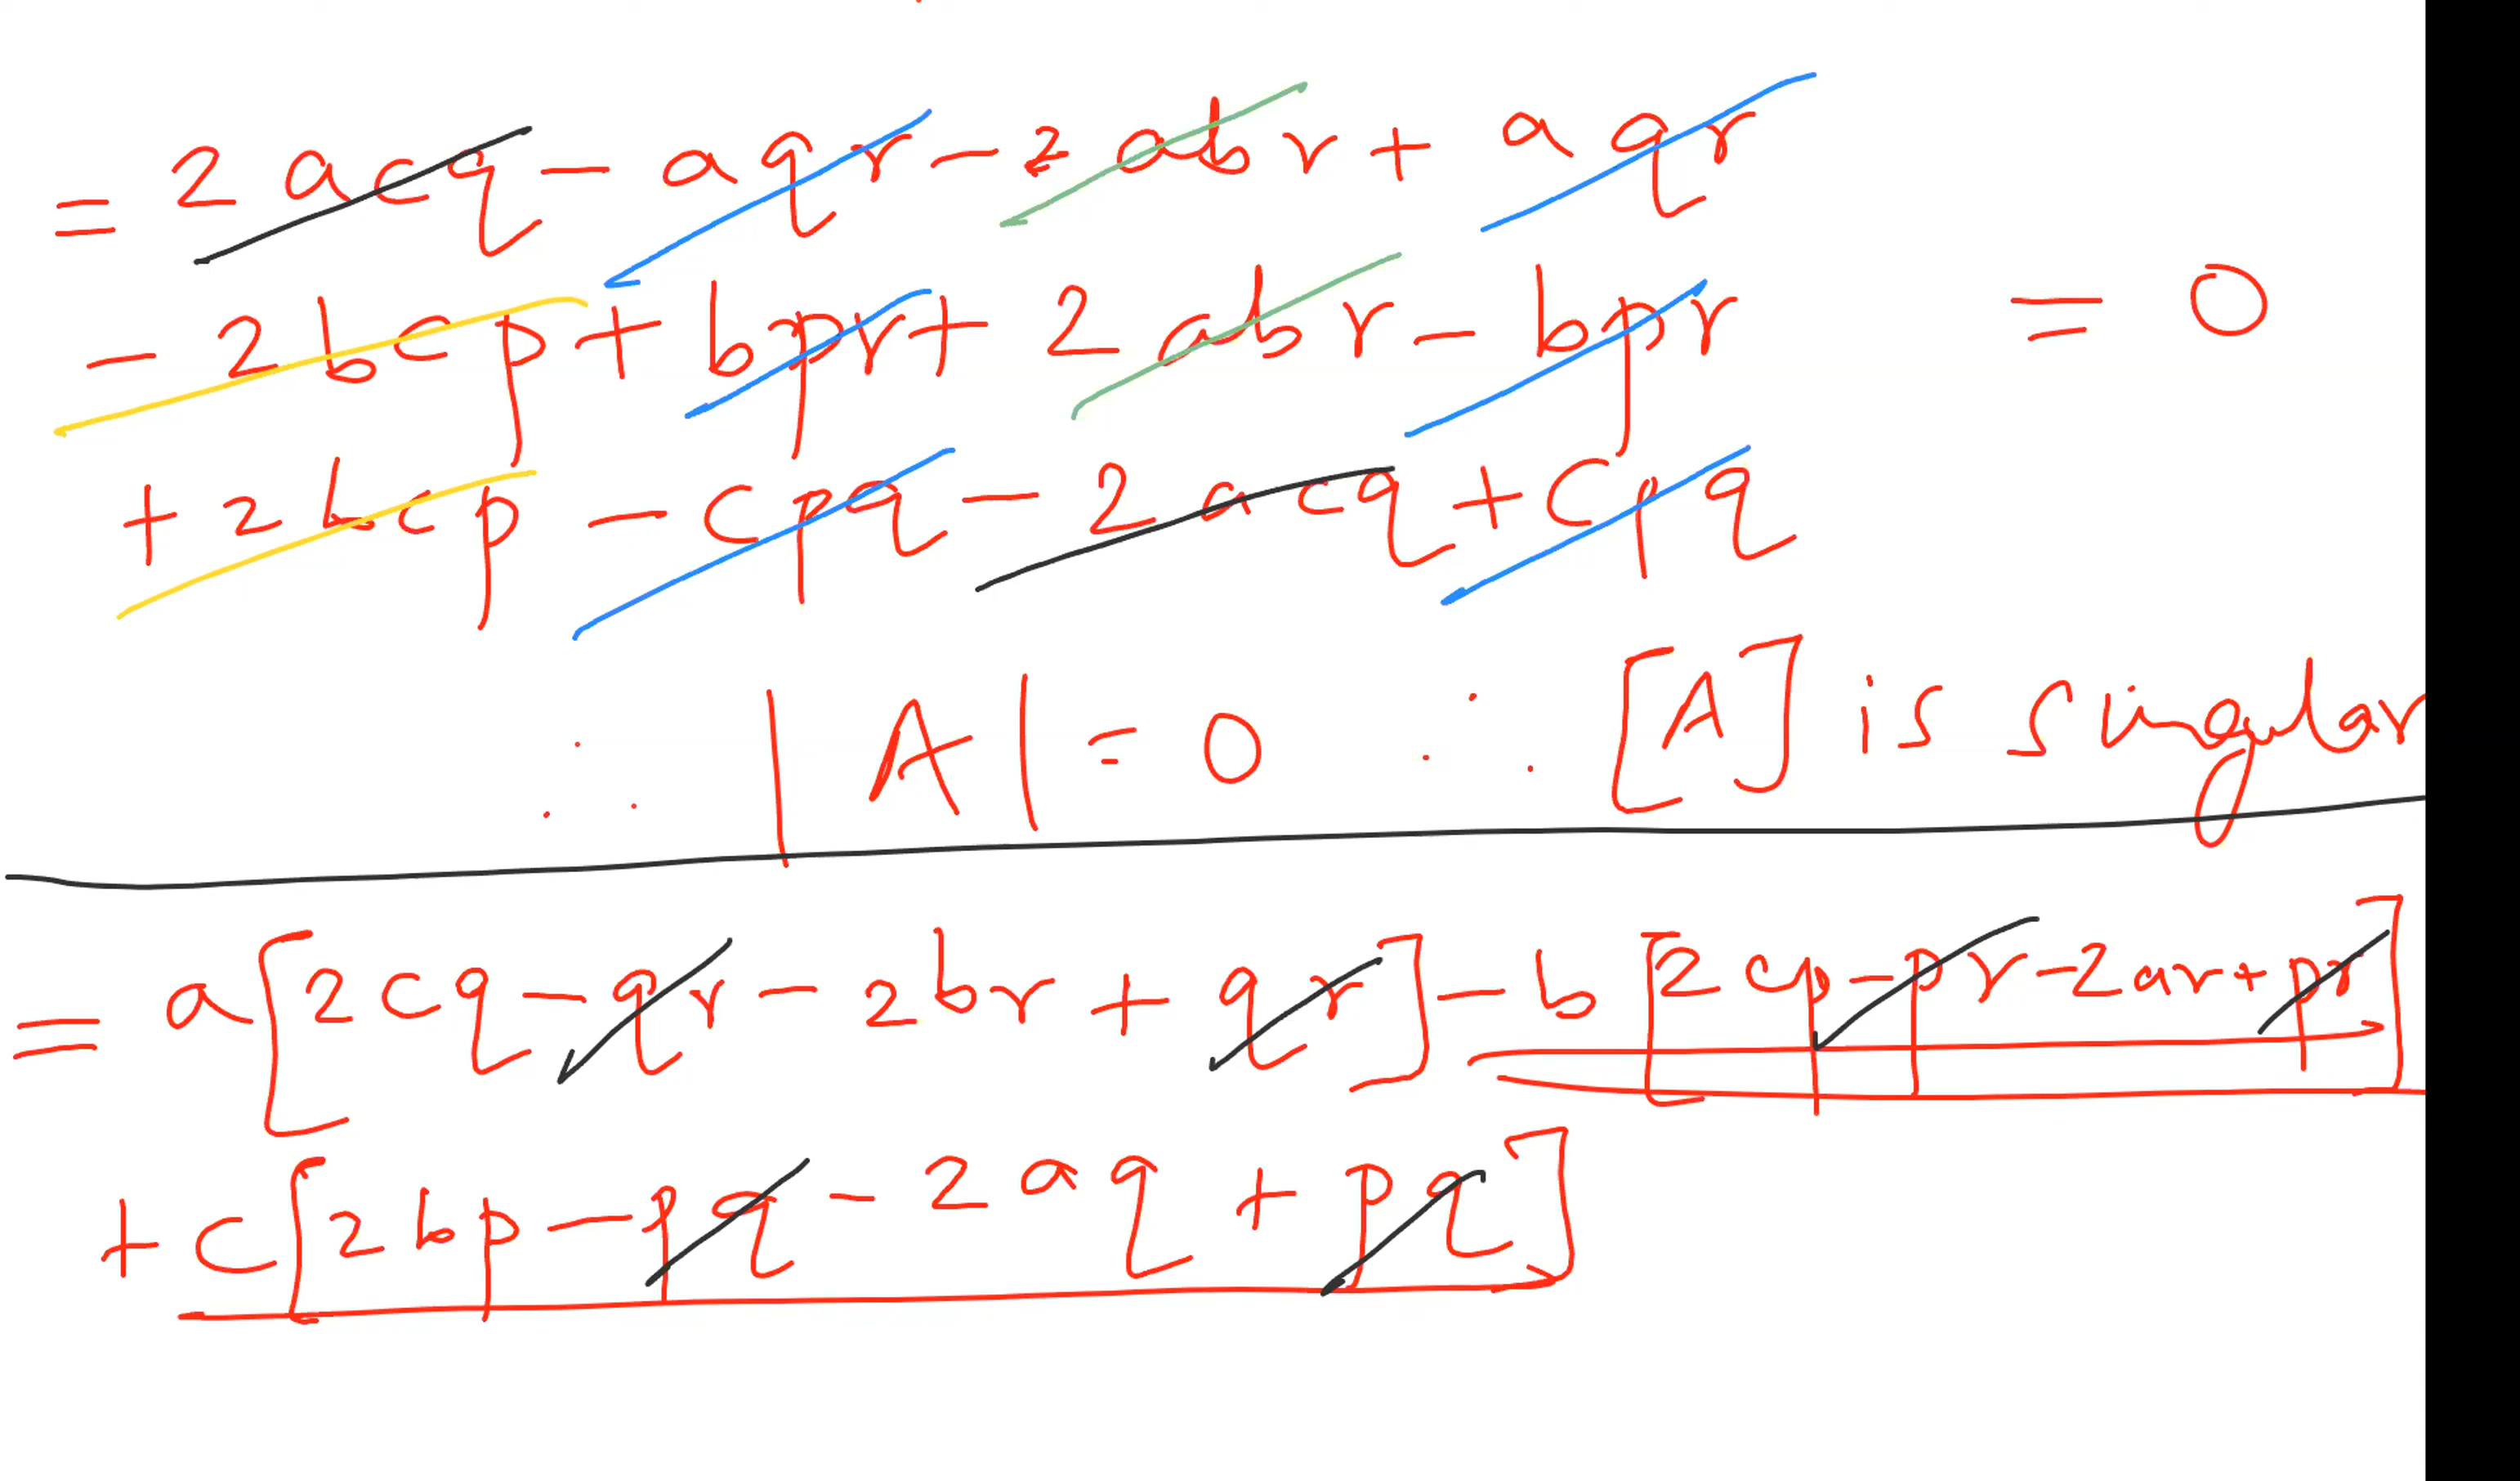 = 2acq - aqr - 2abr + aqr
- 2bcp + bpr + 2abr - bpr = 0
+ 2bcp - cpq - 2acq + cpq
∴ |A| = 0 ∴ [A] is singular
= a[2cq - qr - 2br + qr] - b[2cp - pr - 2ar + pr]
+ c[2bp - pq - 2aq + pq]